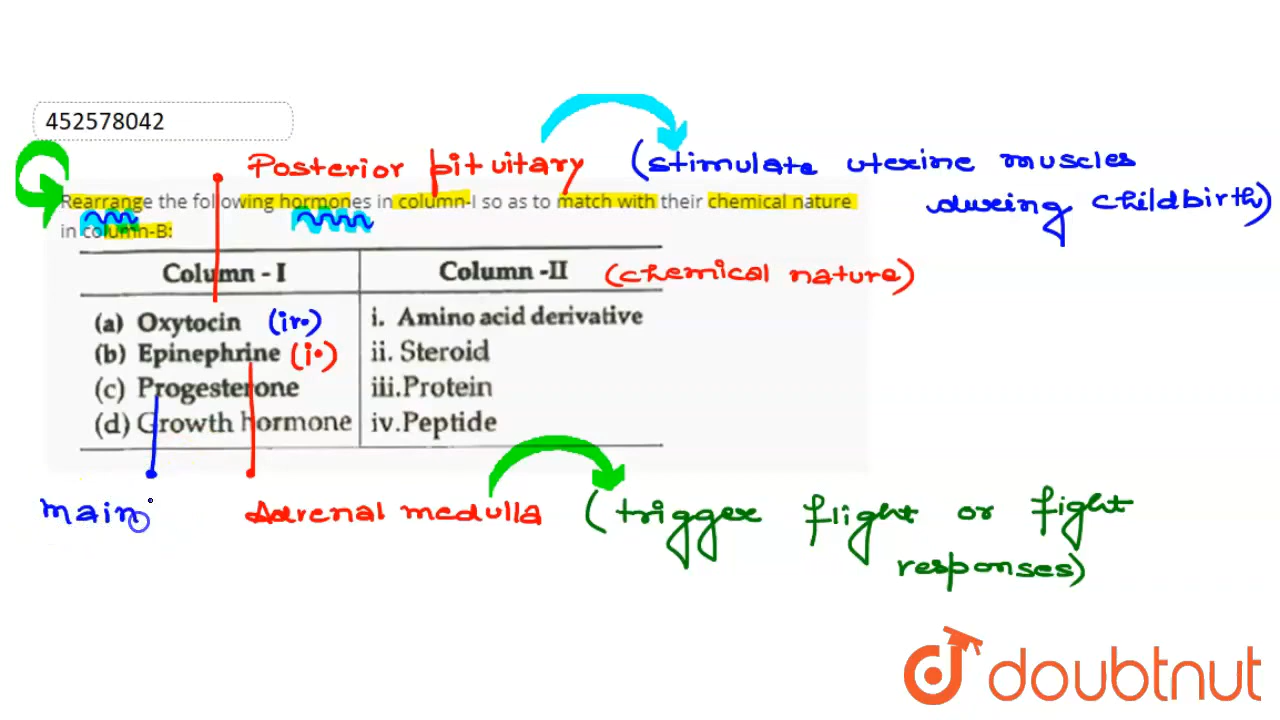 452578042
Posterior pituitary (stimulate uterine muscles
during childbirth)
Rearrange the following hormones in column-I so as to match with their chemical nature
in column-B:
Column - I Column -II (chemical nature)
(a) Oxytocin (iv.) i. Amino acid derivative
(b) Epinephrine (i.) ii. Steroid
(c) Progesterone iii.Protein
(d) Growth hormone iv.Peptide
main Adrenal medulla (trigger flight or fight
responses)
doubtnut